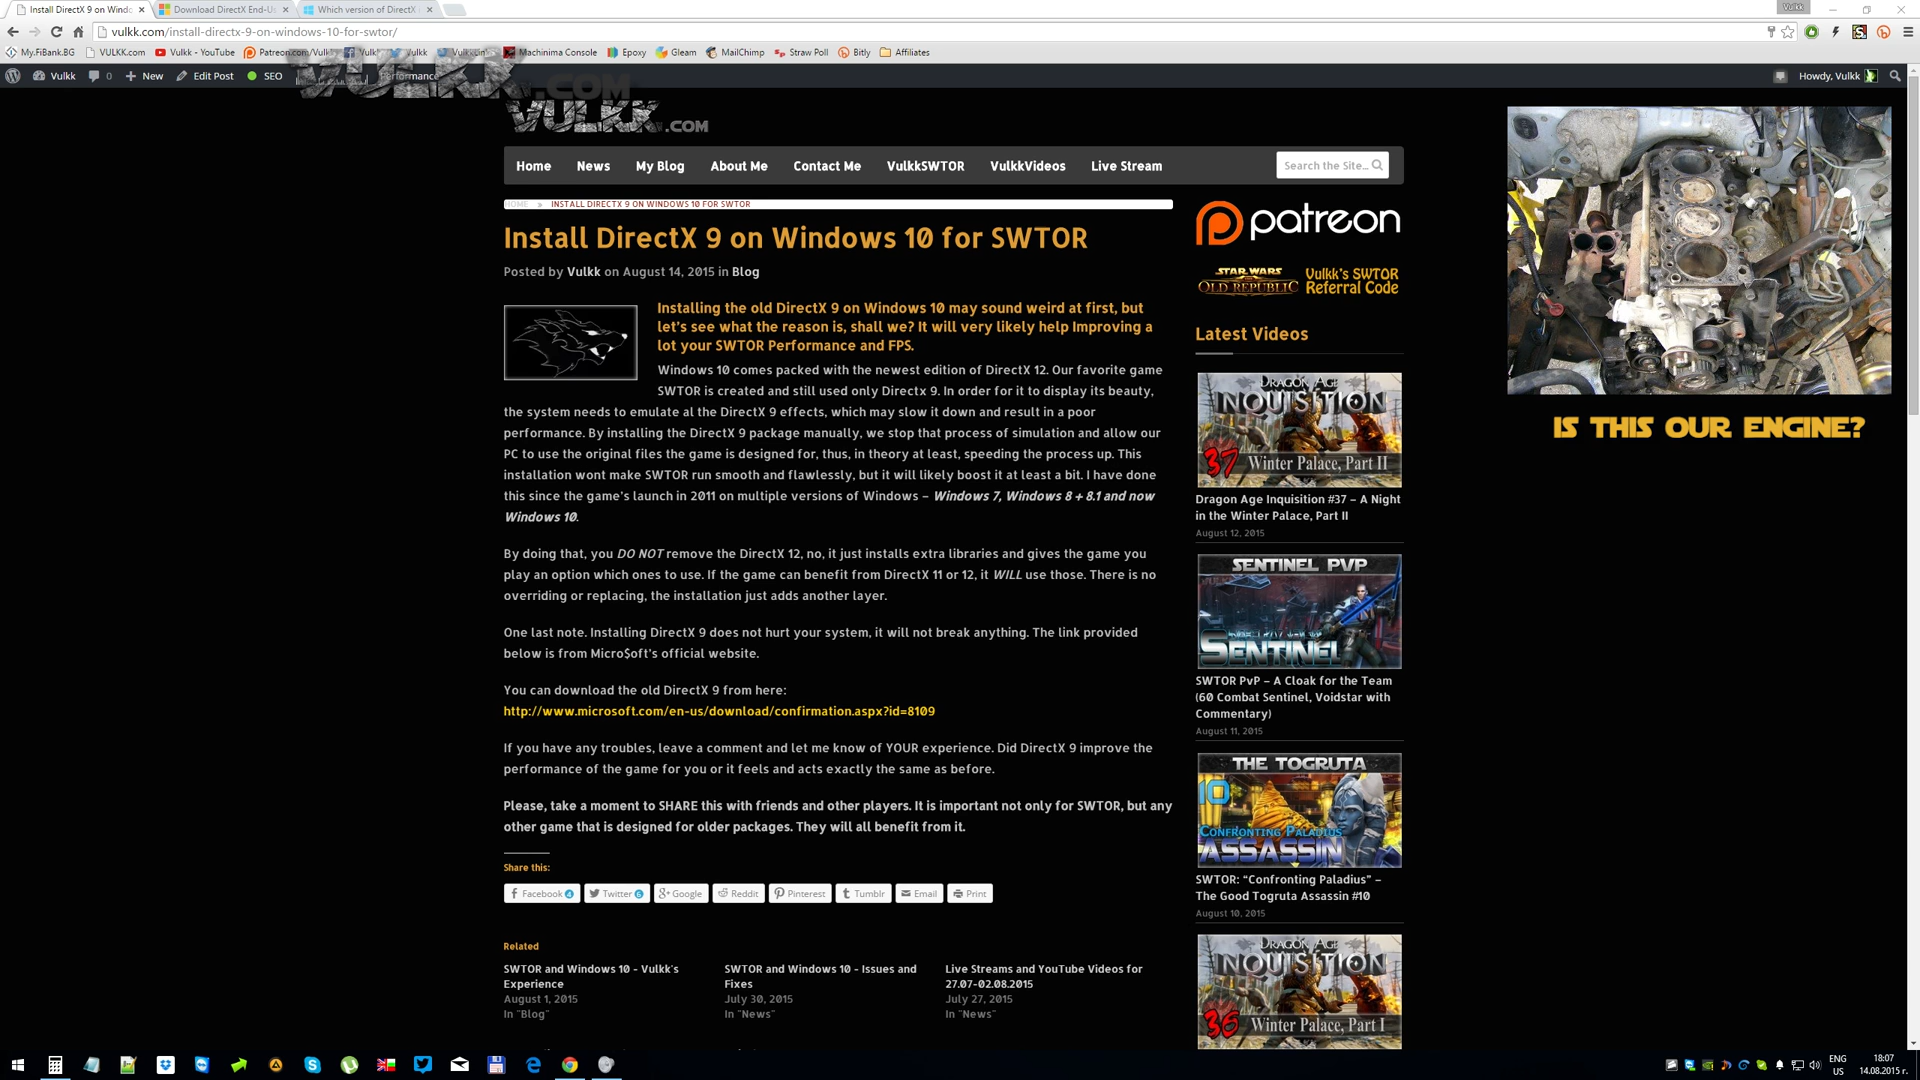 Install DirectX 9 on Windo
Download DirectX End-Us
Which version of DirectX
Vulkk
vulkk.com/install-directx-9-on-windows-10-for-swtor/
My.FiBank.BG
VULKK.com
Vulkk - YouTube
Machinima Console
Epoxy
Gleam
MailChimp
Straw Poll
Bitly
Affiliates
Vulkk
0
New
Edit Post
SEO
Performance
Howdy, Vulkk
VULKK.COM
VULKK.COM
Home
News
My Blog
About Me
Contact Me
VulkkSWTOR
VulkkVideos
Live Stream
Search the Site...
HOME » INSTALL DIRECTX 9 ON WINDOWS 10 FOR SWTOR
Install DirectX 9 on Windows 10 for SWTOR
Posted by Vulkk on August 14, 2015 in Blog
Installing the old DirectX 9 on Windows 10 may sound weird at first, but
let's see what the reason is, shall we? It will very likely help Improving a
lot your SWTOR Performance and FPS.
Windows 10 comes packed with the newest edition of DirectX 12. Our favorite game
SWTOR is created and still used only Directx 9. In order for it to display its beauty,
the system needs to emulate al the DirectX 9 effects, which may slow it down and result in a poor
performance. By installing the DirectX 9 package manually, we stop that process of simulation and allow our
PC to use the original files the game is designed for, thus, in theory at least, speeding the process up. This
installation wont make SWTOR run smooth and flawlessly, but it will likely boost it at least a bit. I have done
this since the game's launch in 2011 on multiple versions of Windows – Windows 7, Windows 8 + 8.1 and now
Windows 10.
By doing that, you DO NOT remove the DirectX 12, no, it just installs extra libraries and gives the game you
play an option which ones to use. If the game can benefit from DirectX 11 or 12, it WILL use those. There is no
overriding or replacing, the installation just adds another layer.
One last note. Installing DirectX 9 does not hurt your system, it will not break anything. The link provided
below is from Micro$oft's official website.
You can download the old DirectX 9 from here:
http://www.microsoft.com/en-us/download/confirmation.aspx?id=8109
If you have any troubles, leave a comment and let me know of YOUR experience. Did DirectX 9 improve the
performance of the game for you or it feels and acts exactly the same as before.
Please, take a moment to SHARE this with friends and other players. It is important not only for SWTOR, but any
other game that is designed for older packages. They will all benefit from it.
Share this:
Facebook 4
Twitter 6
Google
Reddit
Pinterest
Tumblr
Email
Print
Related
SWTOR and Windows 10 - Vulkk's
Experience
August 1, 2015
In "Blog"
SWTOR and Windows 10 - Issues and
Fixes
July 30, 2015
In "News"
Live Streams and YouTube Videos for
27.07-02.08.2015
July 27, 2015
In "News"
patreon
STAR WARS
OLD REPUBLIC
Vulkk's SWTOR
Referral Code
Latest Videos
DRAGON AGE
INQUISITION
37 Winter Palace, Part II
Dragon Age Inquisition #37 – A Night
in the Winter Palace, Part II
August 12, 2015
SENTINEL PVP
SENTINEL
SWTOR PvP – A Cloak for the Team
(60 Combat Sentinel, Voidstar with
Commentary)
August 11, 2015
THE TOGRUTA
10
CONFRONTING PALADIUS
ASSASSIN
SWTOR: "Confronting Paladius" –
The Good Togruta Assassin #10
August 10, 2015
DRAGON AGE
INQUISITION
36 Winter Palace, Part I
IS THIS OUR ENGINE?
ENG
US
18:07
14.08.2015 г.